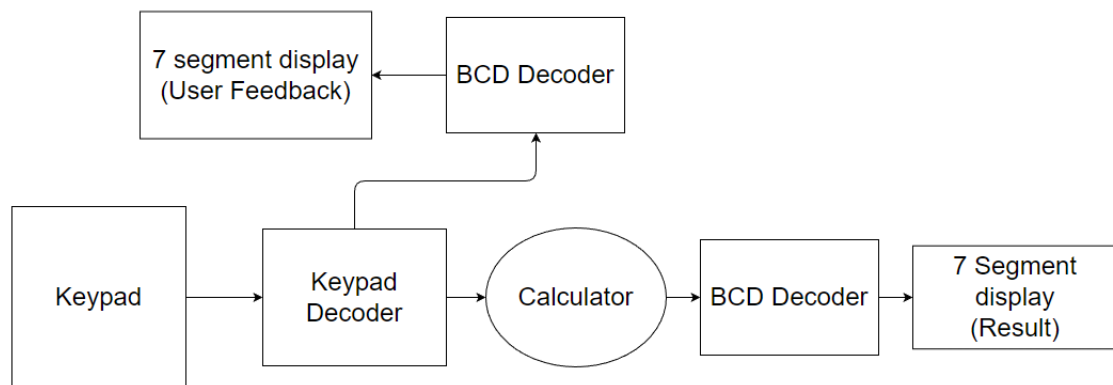 7 segment display
(User Feedback)
BCD Decoder
Keypad
Keypad
Decoder
Calculator
BCD Decoder
7 Segment
display
(Result)